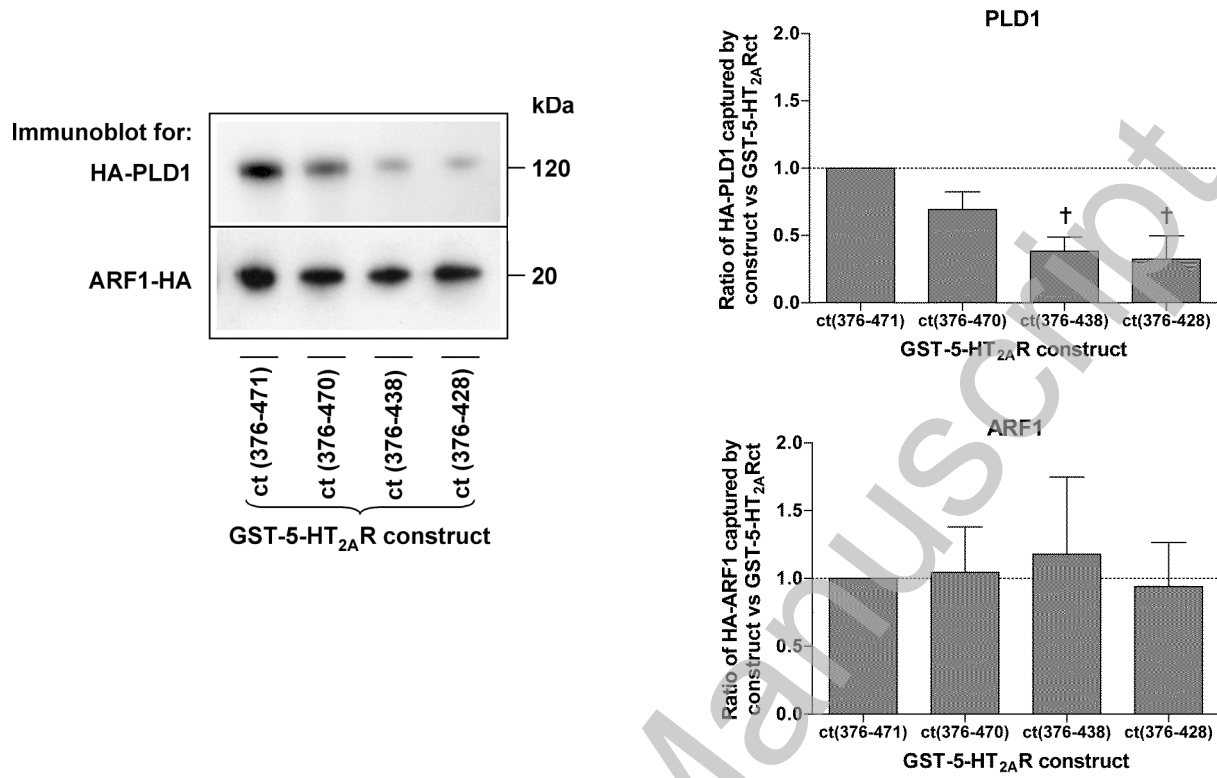 Immunoblot for:
kDa
HA-PLD1
120
ARF1-HA
20
ct (376-471)
ct (376-470)
ct (376-438)
ct (376-428)
GST-5-HT2AR construct
PLD1
Ratio of HA-PLD1 captured by
construct vs GST-5-HT2ARct
2.0
1.5
1.0
0.5
0.0
† †
ct(376-471) ct(376-470) ct(376-438) ct(376-428)
GST-5-HT2AR construct
ARF1
Ratio of HA-ARF1 captured by
construct vs GST-5-HT2ARct
2.0
1.5
1.0
0.5
0.0
ct(376-471) ct(376-470) ct(376-438) ct(376-428)
GST-5-HT2AR construct
Manuscript